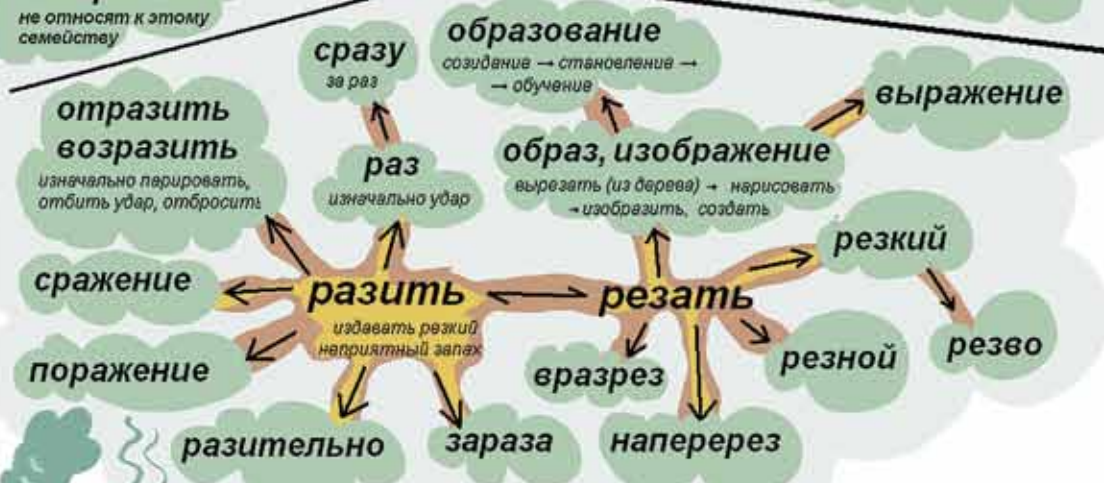 не относят к этому
семейству
сразу
за раз
образование
созидание → становление →
→ обучение
выражение
отразить
возразить
изначально парировать,
отбить удар, отбросить
раз
изначально удар
образ, изображение
вырезать (из дерева) → нарисовать
→ изобразить, создать
резкий
сражение
разить
издавать резкий
неприятный запах
резать
поражение
вразрез
резной
резво
разительно
зараза
наперерез